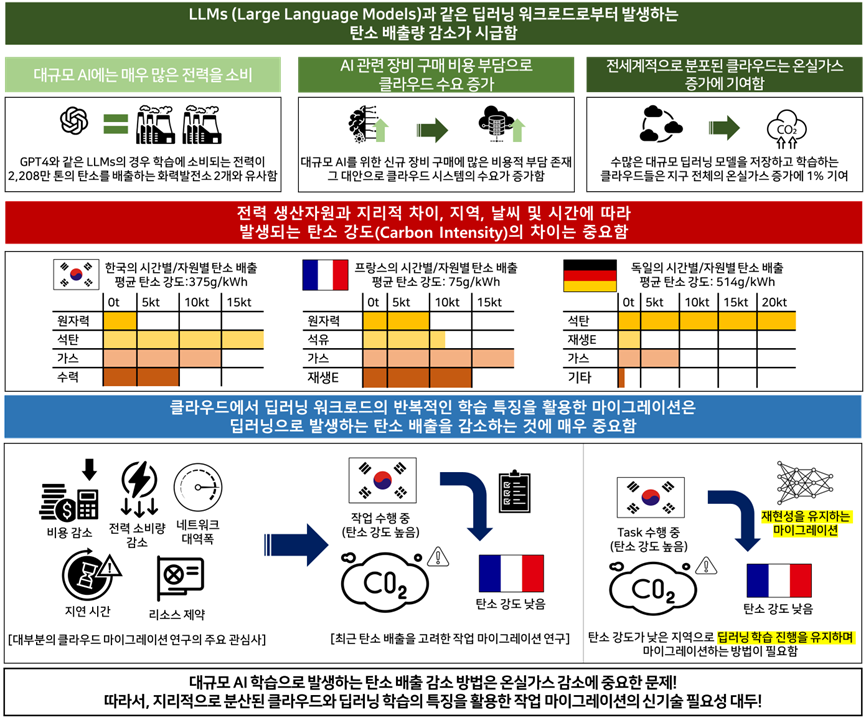 LLMs (Large Language Models)과 같은 딥러닝 워크로드로부터 발생하는
탄소 배출량 감소가 시급함
대규모 AI에는 매우 많은 전력을 소비
GPT4와 같은 LLMs의 경우 학습에 소비되는 전력이
2,208만 톤의 탄소를 배출하는 화력발전소 2개와 유사함
AI 관련 장비 구매 비용 부담으로
클라우드 수요 증가
대규모 AI를 위한 신규 장비 구매에 많은 비용적 부담 존재
그 대안으로 클라우드 시스템의 수요가 증가함
전세계적으로 분포된 클라우드는 온실가스
증가에 기여함
CO2
수많은 대규모 딥러닝 모델을 저장하고 학습하는
클라우드들은 지구 전체의 온실가스 증가에 1% 기여
전력 생산자원과 지리적 차이, 지역, 날씨 및 시간에 따라
발생되는 탄소 강도(Carbon Intensity)의 차이는 중요함
한국의 시간별/자원별 탄소 배출
평균 탄소 강도:375g/kWh
0t 5kt 10kt 15kt
원자력
석탄
가스
수력
프랑스의 시간별/자원별 탄소 배출
평균 탄소 강도: 75g/kWh
0t 5kt 10kt 15kt
원자력
석유
가스
재생E
독일의 시간별/자원별 탄소 배출
평균 탄소 강도: 514g/kWh
0t 5kt 10kt 15kt 20kt
석탄
재생E
가스
기타
클라우드에서 딥러닝 워크로드의 반복적인 학습 특징을 활용한 마이그레이션은
딥러닝으로 발생하는 탄소 배출을 감소하는 것에 매우 중요함
비용 감소
전력 소비량
감소
네트워크
대역폭
지연 시간
리소스 제약
[대부분의 클라우드 마이그레이션 연구의 주요 관심사]
작업 수행 중
(탄소 강도 높음)
CO2
탄소 강도 낮음
[최근 탄소 배출을 고려한 작업 마이그레이션 연구]
재현성을 유지하는
마이그레이션
Task 수행 중
(탄소 강도 높음)
CO2
탄소 강도 낮음
탄소 강도가 낮은 지역으로 딥러닝 학습 진행을 유지하며
마이그레이션하는 방법이 필요함
대규모 AI 학습으로 발생하는 탄소 배출 감소 방법은 온실가스 감소에 중요한 문제!
따라서, 지리적으로 분산된 클라우드와 딥러닝 학습의 특징을 활용한 작업 마이그레이션의 신기술 필요성 대두!